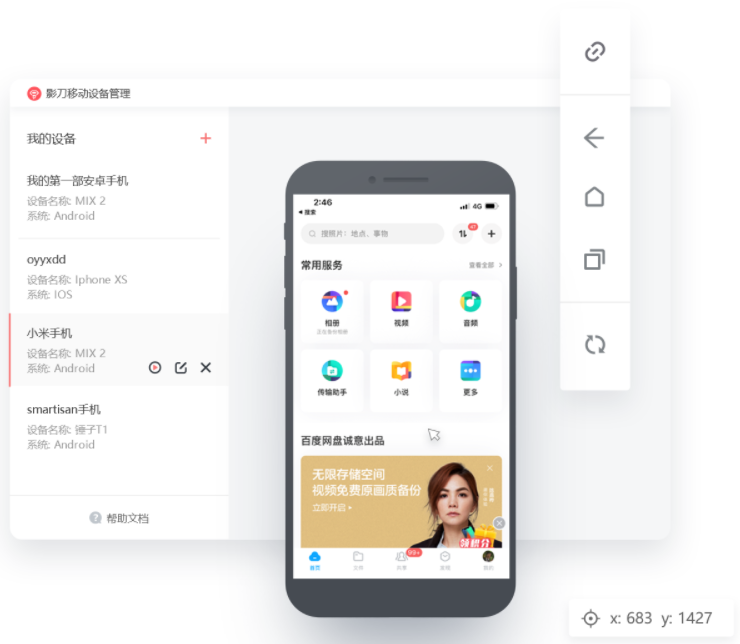 影刀移动设备管理
我的设备
我的第一部安卓手机
设备名称: MIX 2
系统: Android
oyyxdd
设备名称: Iphone XS
系统: IOS
小米手机
设备名称: MIX 2
系统: Android
smartisan手机
设备名称: 锤子T1
系统: Android
帮助文档
2:46
4G
搜索
搜照片：地点、事物
常用服务
查看全部
相册
视频
音频
传输助手
小说
更多
百度网盘诚意出品
无限存储空间
视频免费原画质备份
立即开启
领积分
99+
首页
文件
共享
我的
x: 683 y: 1427